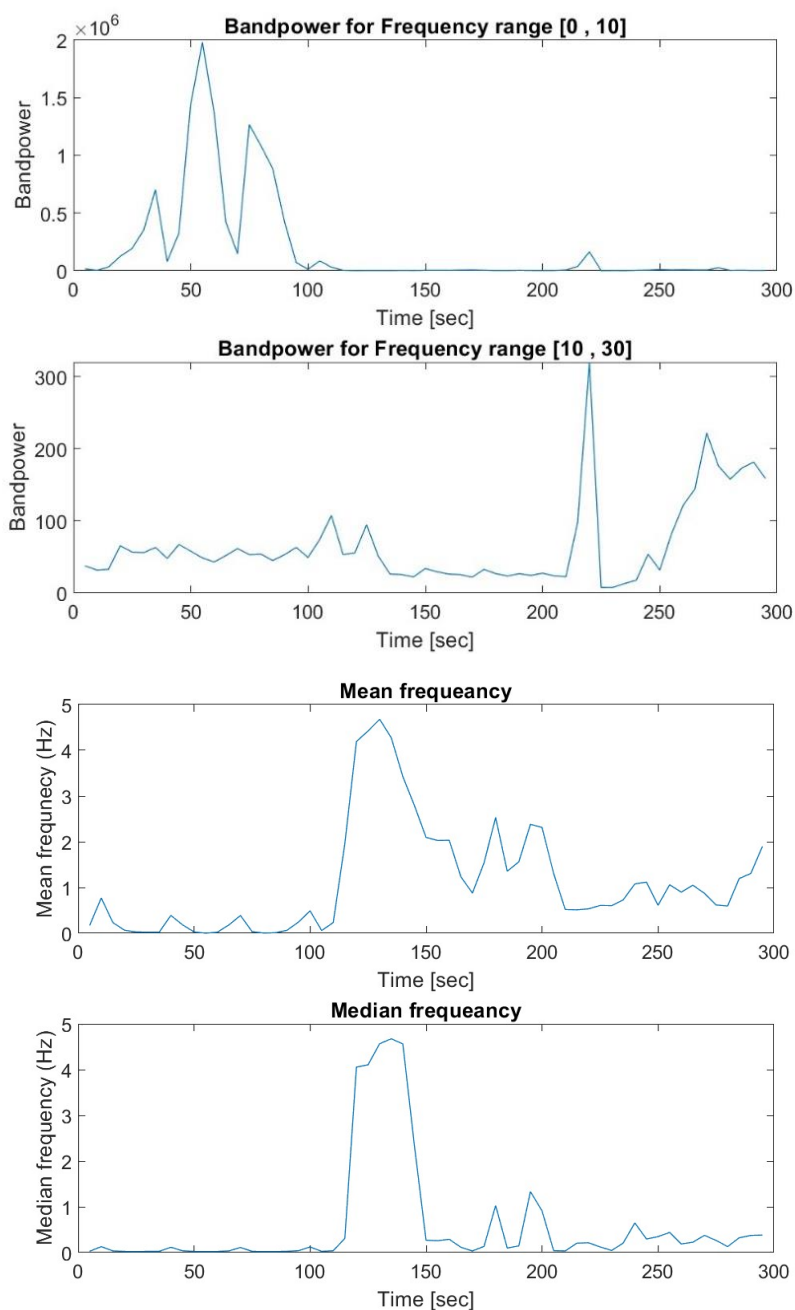 ×10⁶
Bandpower for Frequency range [0 , 10]
2
1.5
1
0.5
0
Bandpower
0 50 100 150 200 250 300
Time [sec]
Bandpower for Frequency range [10 , 30]
300
200
100
0
Bandpower
0 50 100 150 200 250 300
Time [sec]
Mean frequeancy
5
4
3
2
1
0
Mean frequnecy (Hz)
0 50 100 150 200 250 300
Time [sec]
Median frequeancy
5
4
3
2
1
0
Median frequency (Hz)
0 50 100 150 200 250 300
Time [sec]